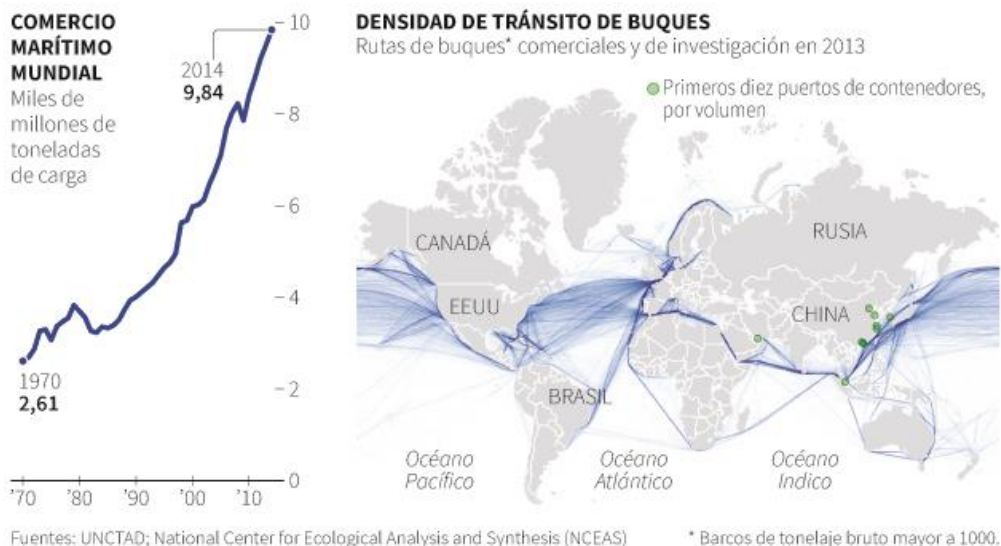 COMERCIO
MARÍTIMO
MUNDIAL
Miles de
millones de
toneladas
de carga
2014
9,84
1970
2,61
10
8
6
4
2
0
'70
'80
'90
'00
'10
DENSIDAD DE TRÁNSITO DE BUQUES
Rutas de buques* comerciales y de investigación en 2013
Primeros diez puertos de contenedores,
por volumen
CANADÁ
RUSIA
EEUU
CHINA
BRASIL
Océano
Pacífico
Océano
Atlántico
Océano
Indico
Fuentes: UNCTAD; National Center for Ecological Analysis and Synthesis (NCEAS)
* Barcos de tonelaje bruto mayor a 1000.